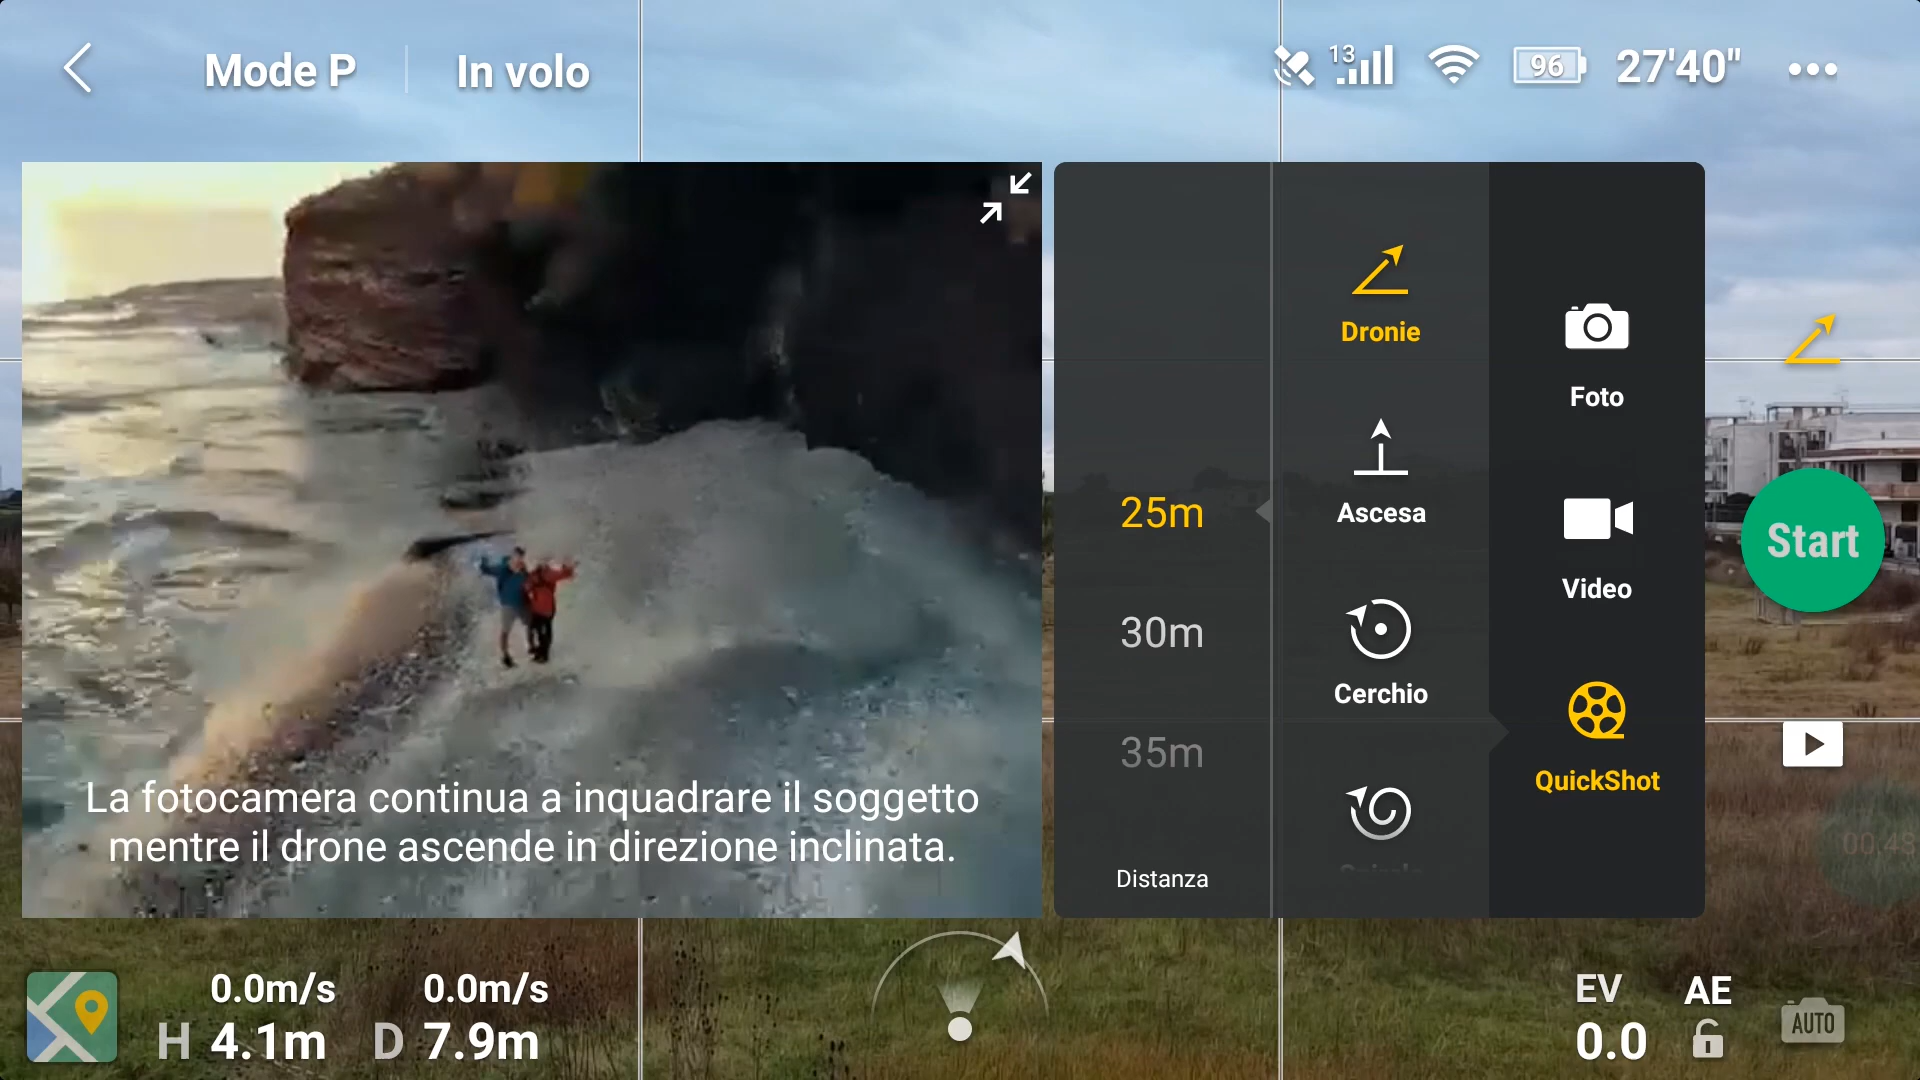 Mode P
In volo
13
96
27'40"
Dronie
Ascesa
Cerchio
25m
30m
35m
Distanza
Foto
Video
QuickShot
Start
La fotocamera continua a inquadrare il soggetto
mentre il drone ascende in direzione inclinata.
00:48
0.0m/s
0.0m/s
H 4.1m
D 7.9m
EV
0.0
AE
AUTO